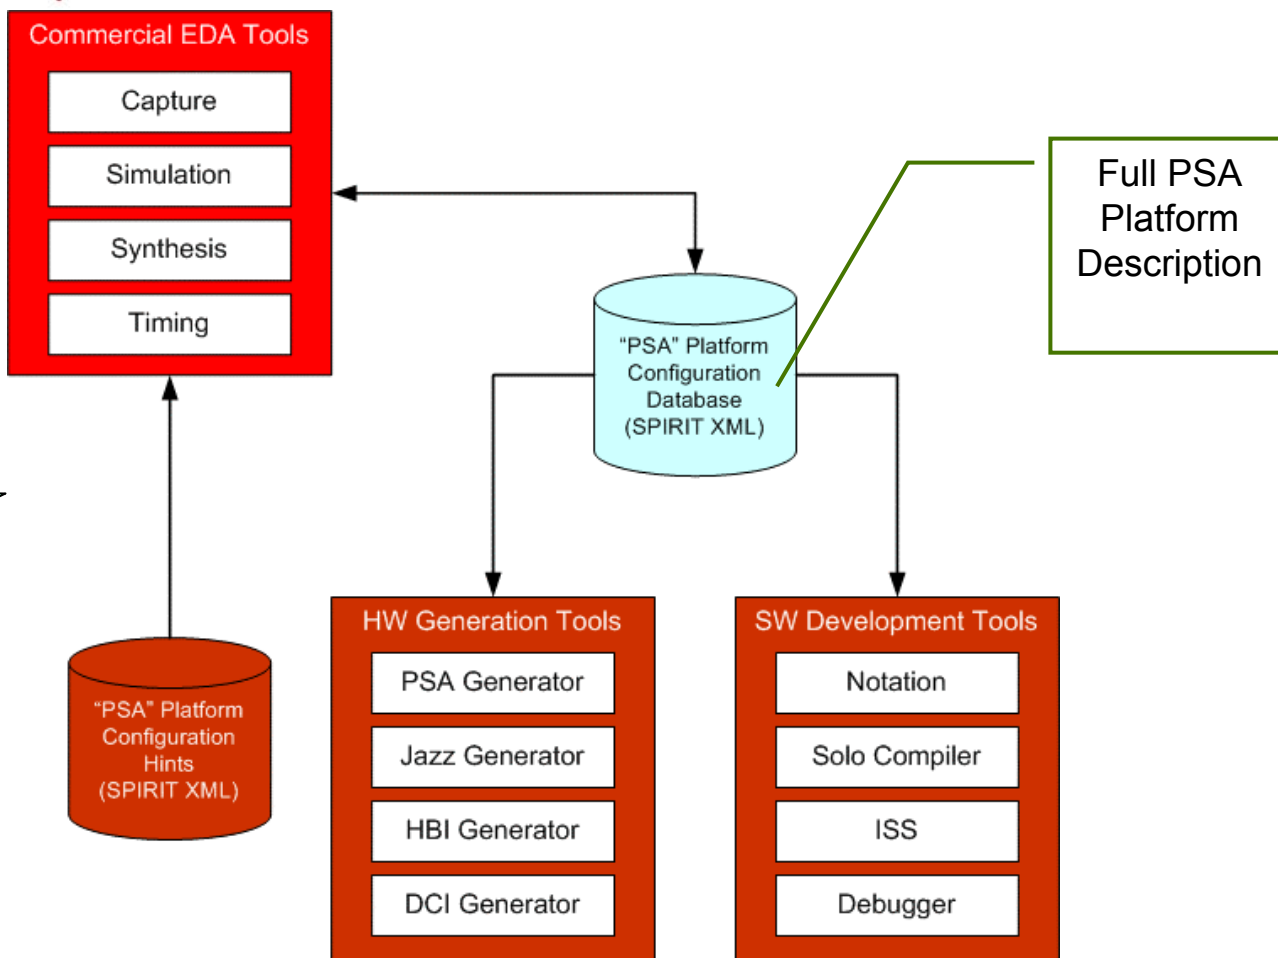 Commercial EDA Tools
Capture
Simulation
Synthesis
Timing
Full PSA
Platform
Description
“PSA” Platform
Configuration
Database
(SPIRIT XML)
“PSA” Platform
Configuration
Hints
(SPIRIT XML)
HW Generation Tools
PSA Generator
Jazz Generator
HBI Generator
DCI Generator
SW Development Tools
Notation
Solo Compiler
ISS
Debugger